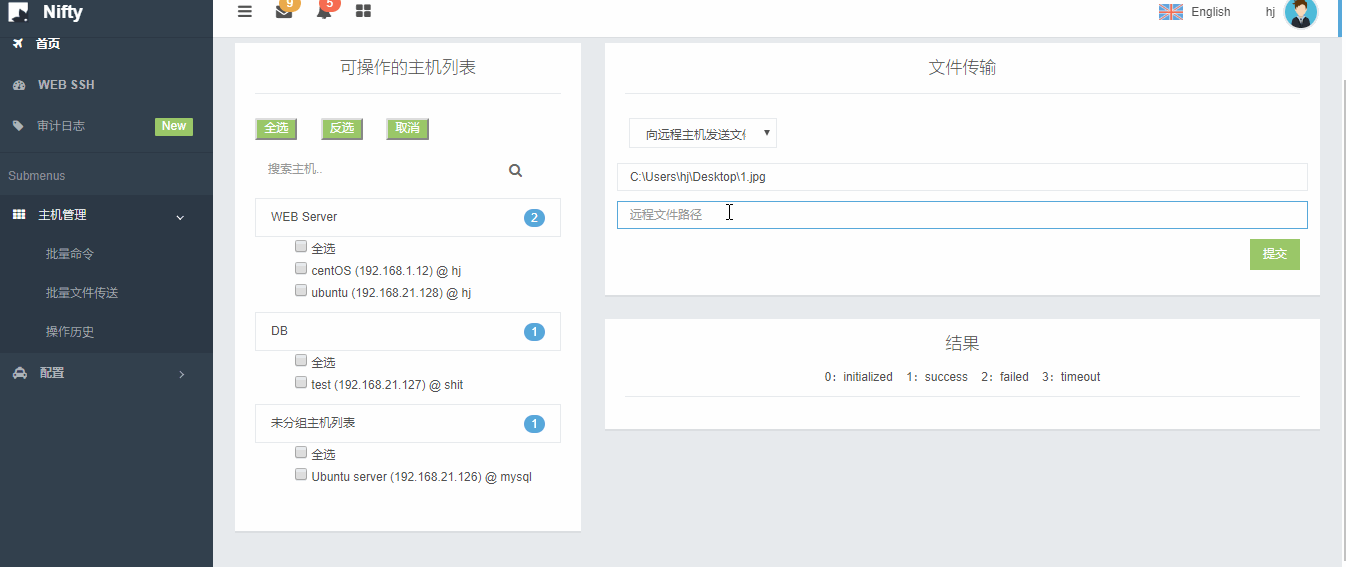 Nifty
9
5
English
hj
首页
WEB SSH
审计日志
New
Submenus
主机管理
批量命令
批量文件传送
操作历史
配置
可操作的主机列表
全选
反选
取消
搜索主机..
WEB Server
2
全选
centOS (192.168.1.12) @ hj
ubuntu (192.168.21.128) @ hj
DB
1
全选
test (192.168.21.127) @ shit
未分组主机列表
1
全选
Ubuntu server (192.168.21.126) @ mysql
文件传输
向远程主机发送文件
C:\Users\hj\Desktop\1.jpg
远程文件路径
提交
结果
0：initialized 1：success 2：failed 3：timeout